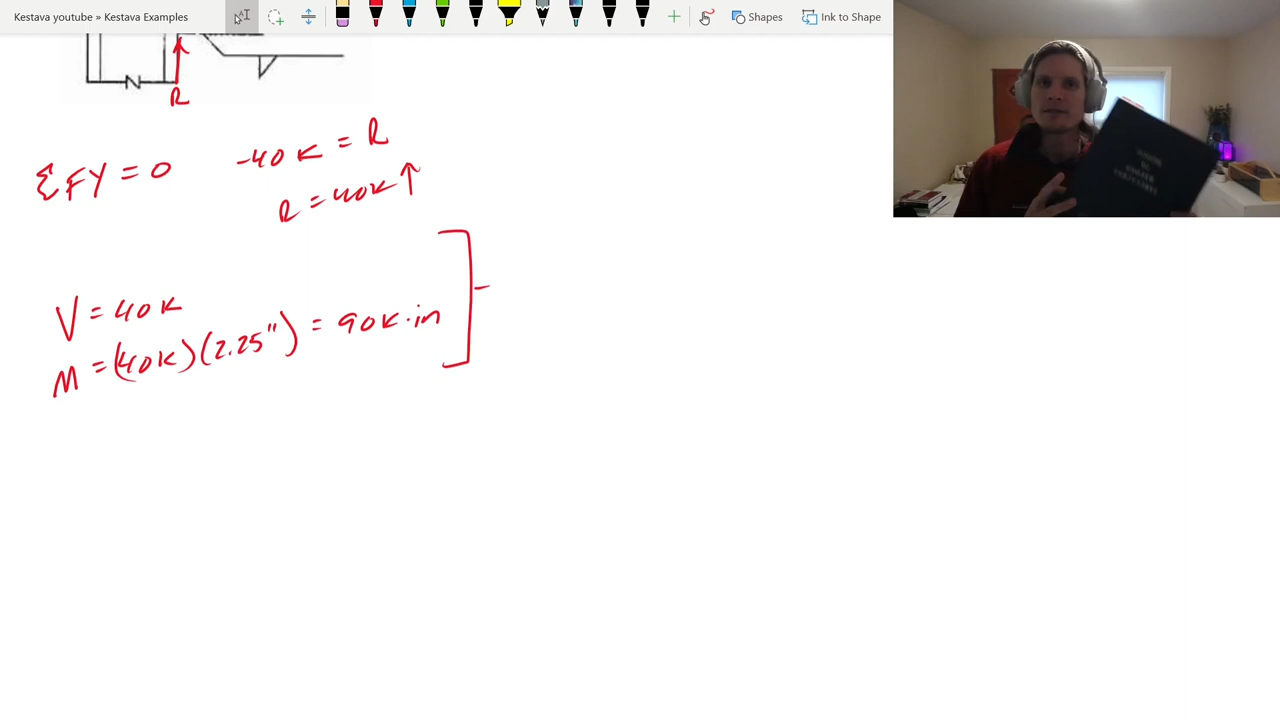 Kestava youtube » Kestava Examples
Shapes
Ink to Shape
R
ΣFY = 0
-40K = R
R = 40K ↑
V = 40K
M = (40K)(2.25") = 90K·in